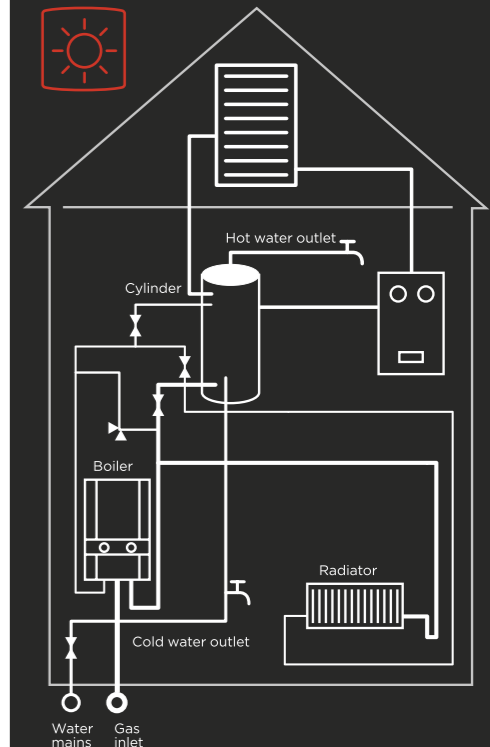 Hot water outlet
Cylinder
Boiler
Radiator
Cold water outlet
Water
mains
Gas
inlet